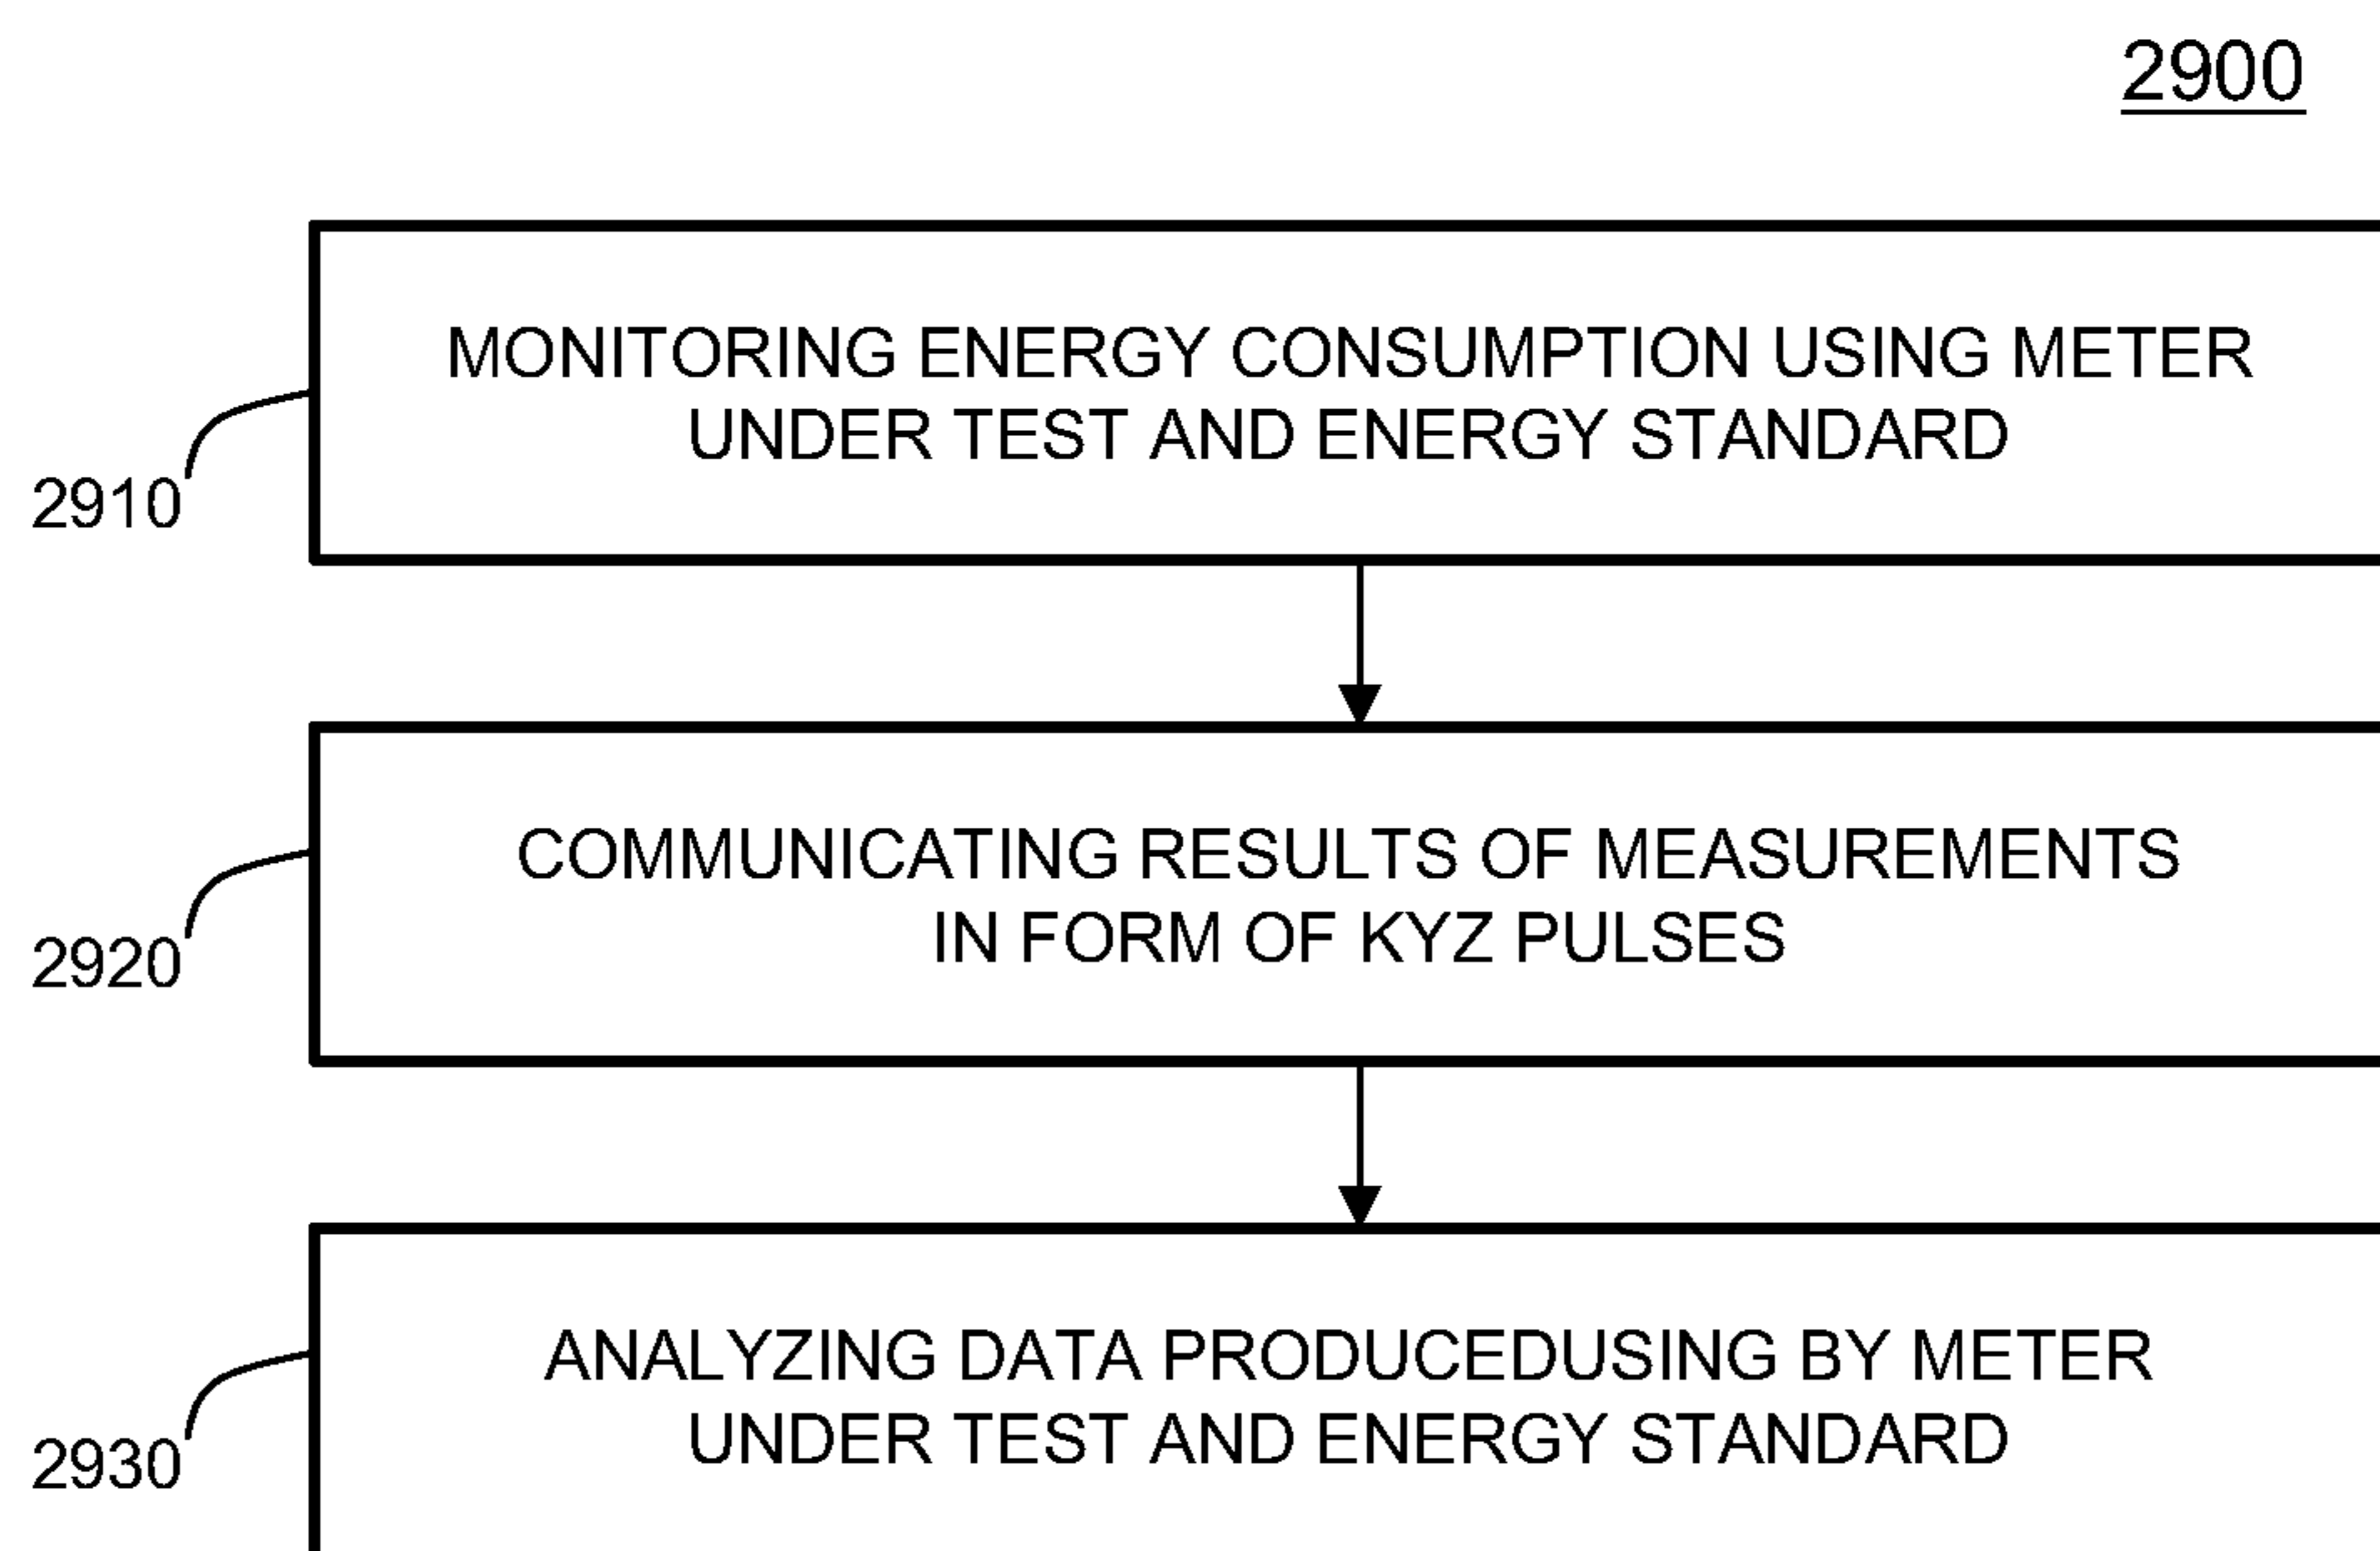 2900
MONITORING ENERGY CONSUMPTION USING METER
UNDER TEST AND ENERGY STANDARD
2910
COMMUNICATING RESULTS OF MEASUREMENTS
IN FORM OF KYZ PULSES
2920
ANALYZING DATA PRODUCEDUSING BY METER
UNDER TEST AND ENERGY STANDARD
2930